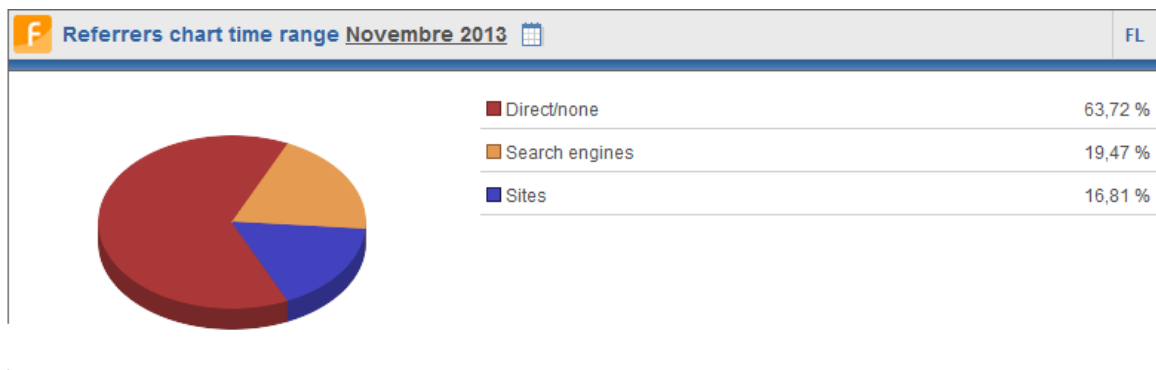 Referrers chart time range Novembre 2013 FL
Direct/none 63,72 %
Search engines 19,47 %
Sites 16,81 %